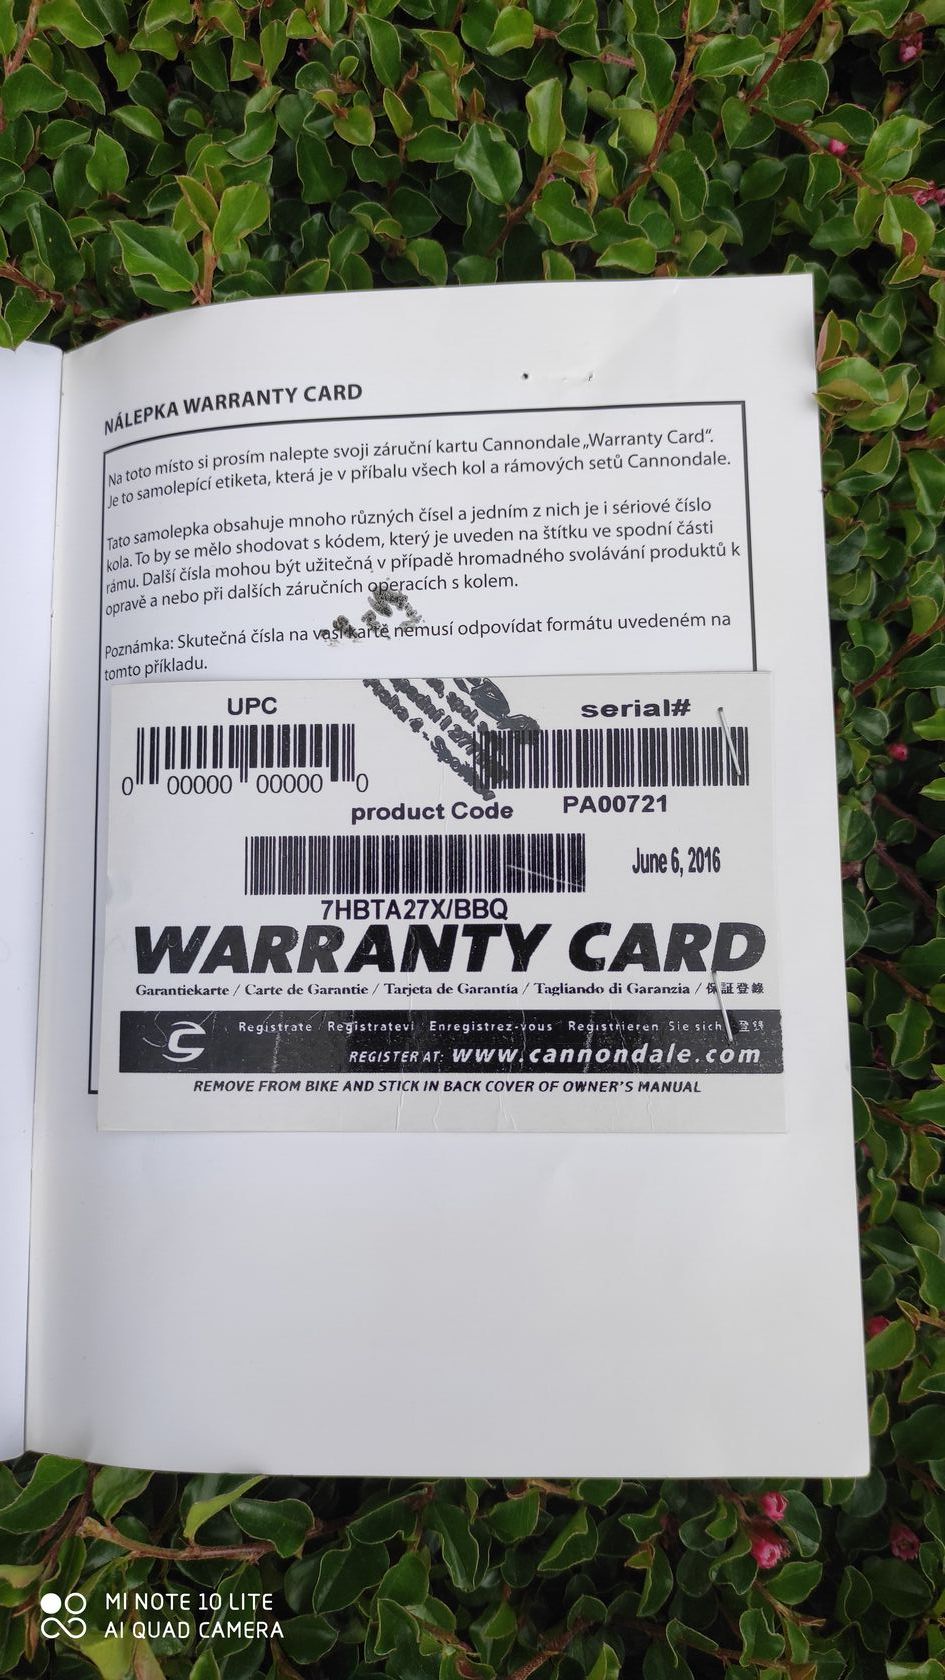 NÁLEPKA WARRANTY CARD
Na toto místo si prosím nalepte svoji záruční kartu Cannondale „Warranty Card“.
Je to samolepící etiketa, která je v příbalu všech kol a rámových setů Cannondale.
Tato samolepka obsahuje mnoho různých čísel a jedním z nich je i sériové číslo
kola. To by se mělo shodovat s kódem, který je uveden na štítku ve spodní části
rámu. Další čísla mohou být užitečná v případě hromadného svolávání produktů k
opravě a nebo při dalších záručních operacích s kolem.
Poznámka: Skutečná čísla na vaší kartě nemusí odpovídat formátu uvedeném na
tomto příkladu.
UPC
serial#
0 00000 00000 0
product Code
PA00721
June 6, 2016
7HBTA27X/BBQ
WARRANTY CARD
Garantiekarte / Carte de Garantie / Tarjeta de Garantía / Tagliando di Garanzia / 保証登錄
Registrate Registratevi Enregistrez-vous Registrieren Sie sich 登録
REGISTER AT: www.cannondale.com
REMOVE FROM BIKE AND STICK IN BACK COVER OF OWNER'S MANUAL
MI NOTE 10 LITE
AI QUAD CAMERA